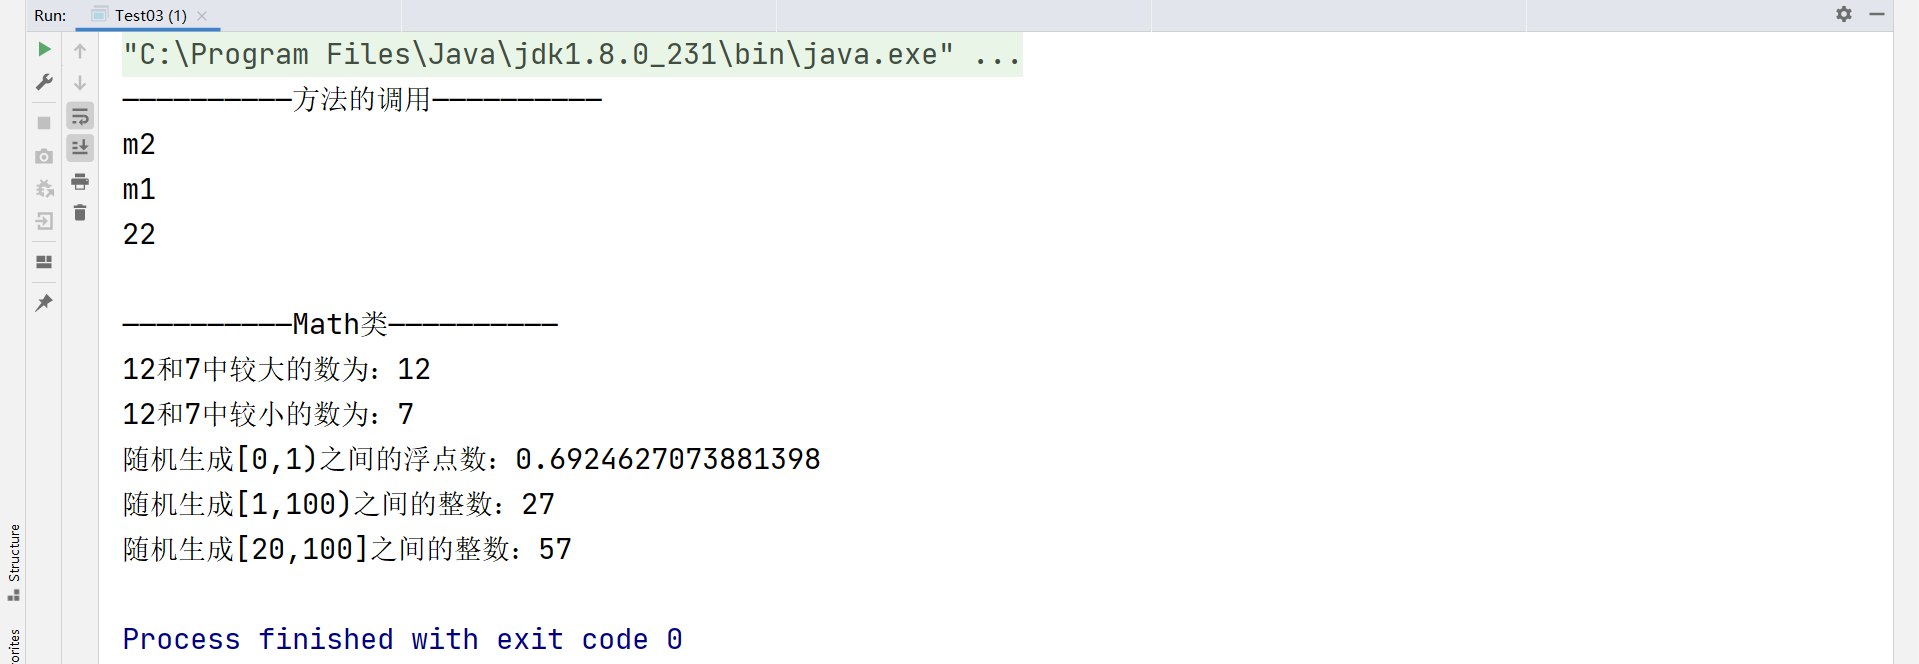 Run: Test03 (1)
"C:\Program Files\Java\jdk1.8.0_231\bin\java.exe" ...
——————————方法的调用——————————
m2
m1
22
——————————Math类——————————
12和7中较大的数为：12
12和7中较小的数为：7
随机生成[0,1)之间的浮点数：0.6924627073881398
随机生成[1,100)之间的整数：27
随机生成[20,100]之间的整数：57
Process finished with exit code 0
Structure